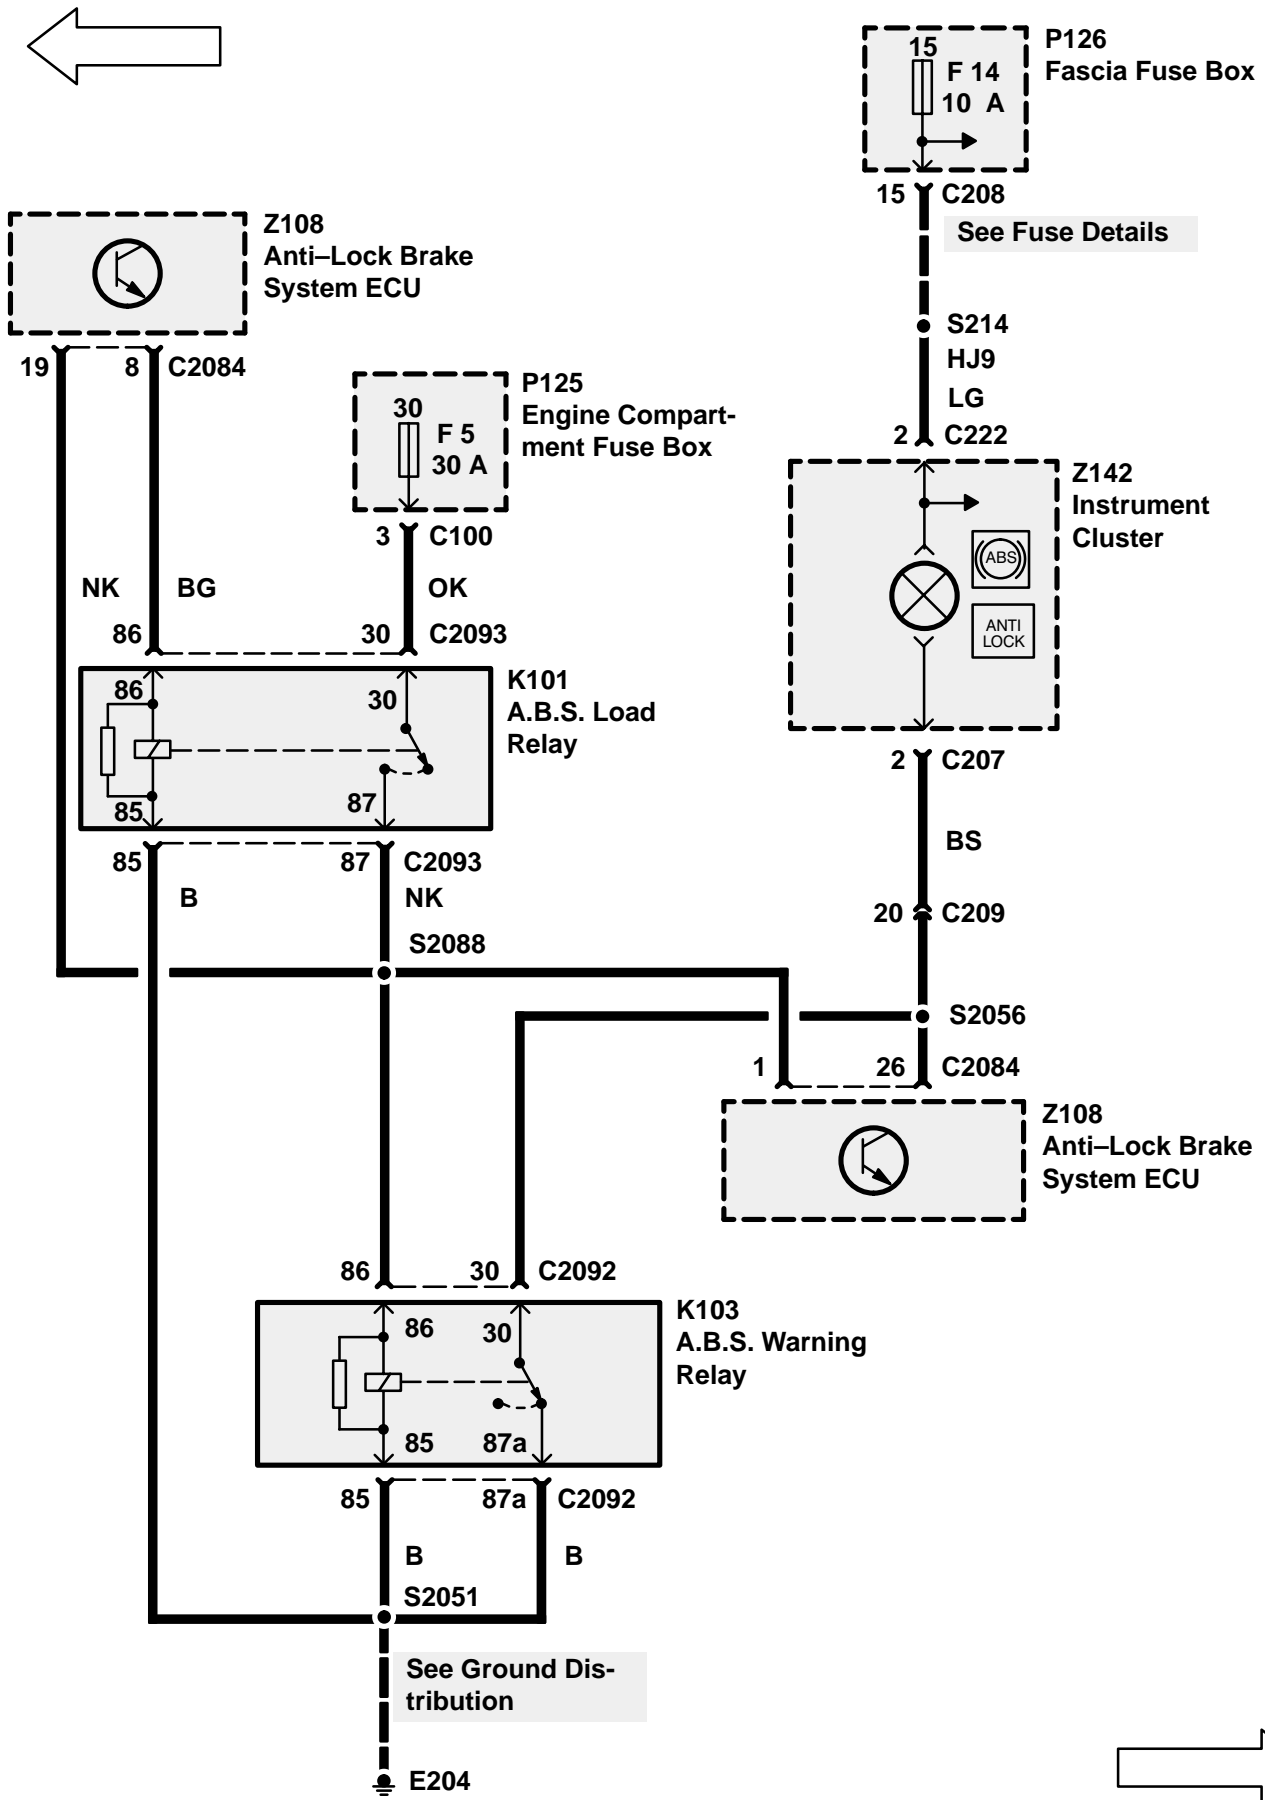 15
F 14
10 A
P126
Fascia Fuse Box
15
C208
See Fuse Details
S214
HJ9
LG
2
C222
Z142
Instrument
Cluster
ABS
ANTI
LOCK
2
C207
BS
20
C209
S2056
1
26
C2084
Z108
Anti–Lock Brake
System ECU
Z108
Anti–Lock Brake
System ECU
19
8
C2084
30
F 5
30 A
P125
Engine Compart-
ment Fuse Box
3
C100
NK
BG
OK
86
30
C2093
86
30
K101
A.B.S. Load
Relay
85
87
85
87
C2093
B
NK
S2088
86
30
C2092
86
30
K103
A.B.S. Warning
Relay
85
87a
85
87a
C2092
B
B
S2051
See Ground Dis-
tribution
E204